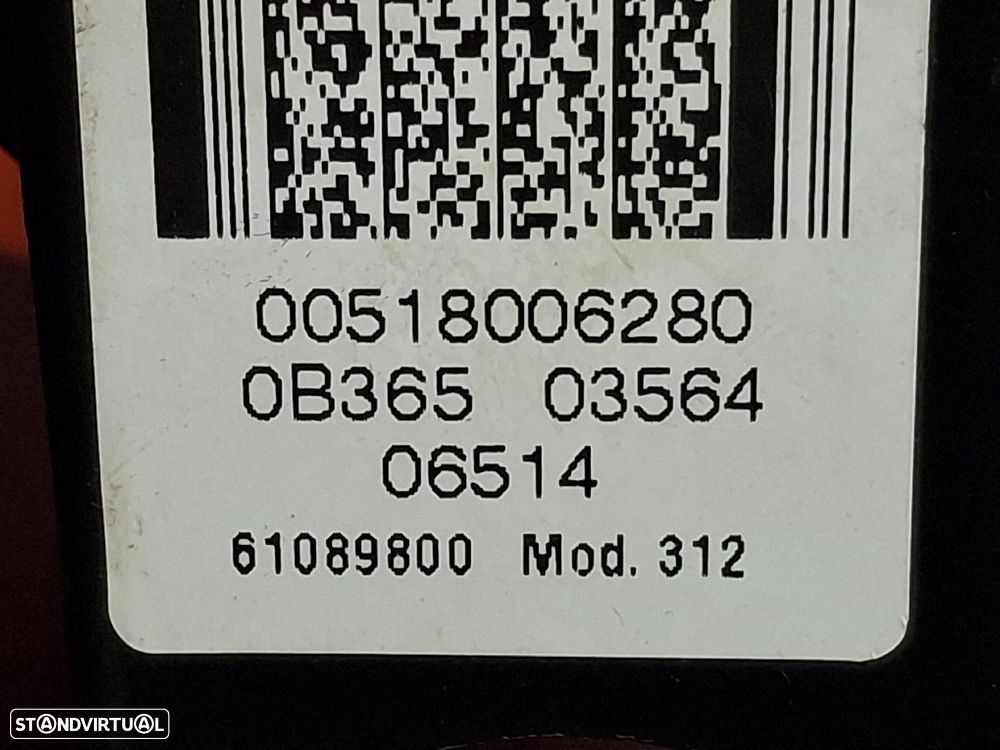 00518006280
0B365 03564
06514
61089800 Mod. 312
STANDVIRTUAL